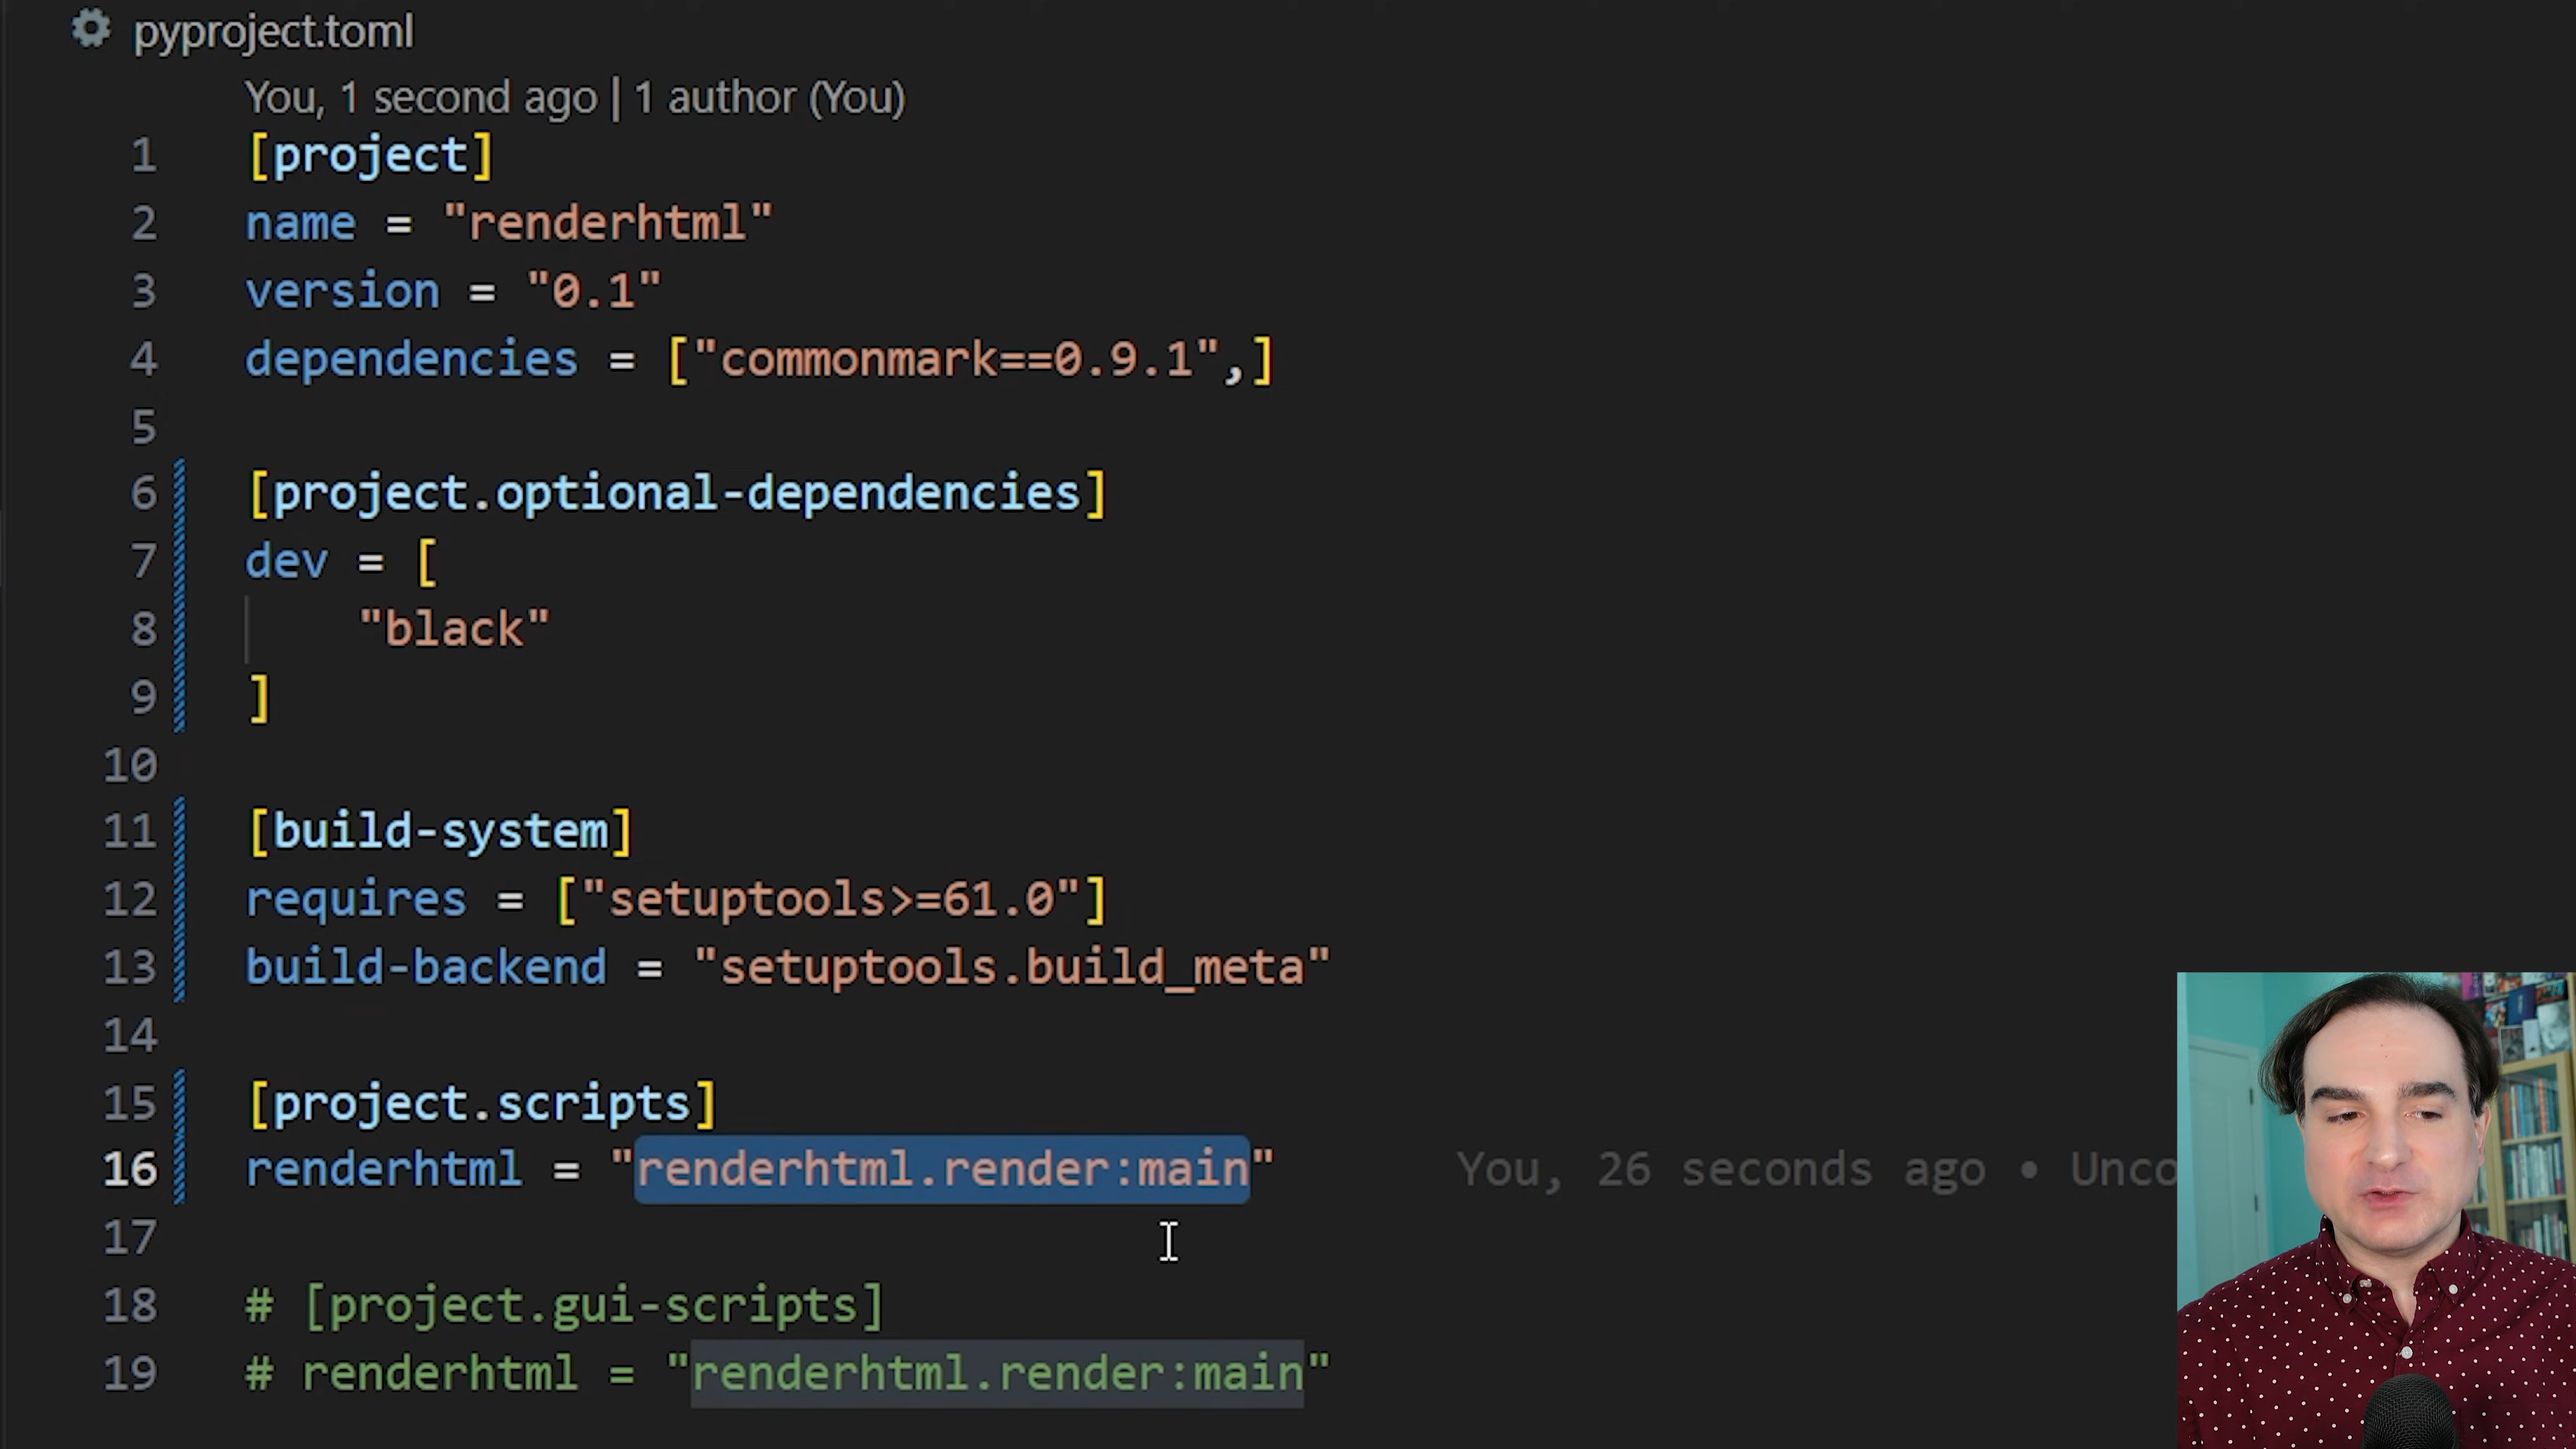 pyproject.toml
You, 1 second ago | 1 author (You)
1 [project]
2 name = "renderhtml"
3 version = "0.1"
4 dependencies = ["commonmark==0.9.1",]
5
6 [project.optional-dependencies]
7 dev = [
8     "black"
9 ]
10
11 [build-system]
12 requires = ["setuptools>=61.0"]
13 build-backend = "setuptools.build_meta"
14
15 [project.scripts]
16 renderhtml = "renderhtml.render:main" You, 26 seconds ago • Unco
17
18 # [project.gui-scripts]
19 # renderhtml = "renderhtml.render:main"